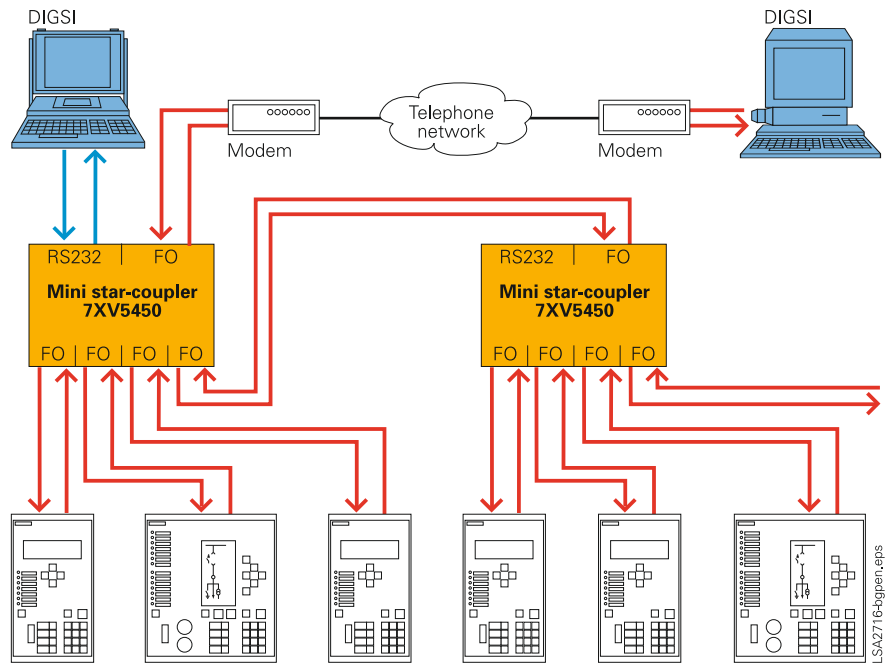 DIGSI
DIGSI
Telephone
network
Modem
Modem
RS232 FO
Mini star-coupler
7XV5450
FO FO FO FO
RS232 FO
Mini star-coupler
7XV5450
FO FO FO FO
LSA2716-bgpen.eps